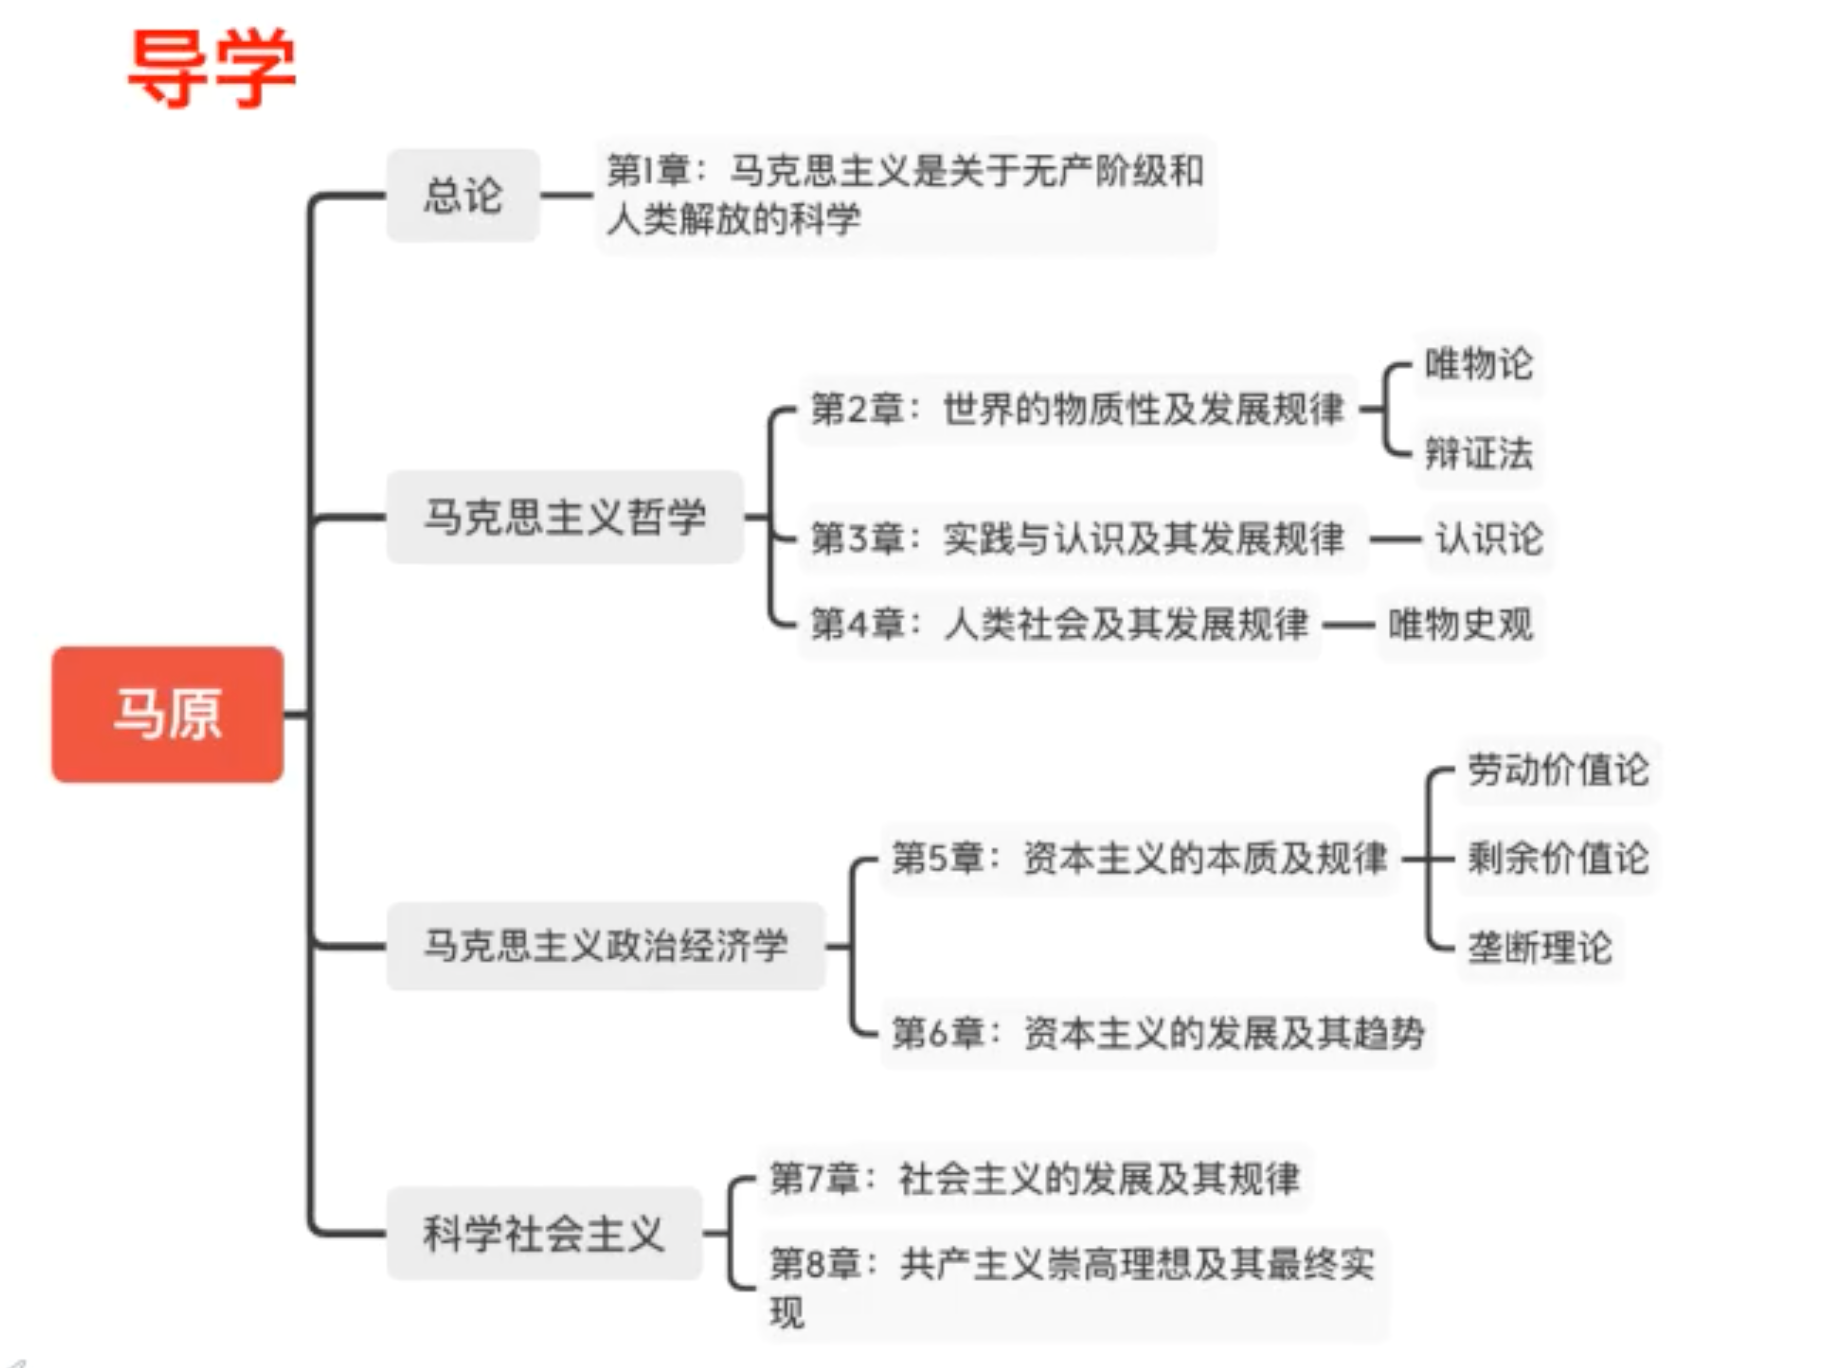 导学
总论
第1章：马克思主义是关于无产阶级和
人类解放的科学
马克思主义哲学
第2章：世界的物质性及发展规律
唯物论
辩证法
第3章：实践与认识及其发展规律
认识论
第4章：人类社会及其发展规律
唯物史观
马原
马克思主义政治经济学
第5章：资本主义的本质及规律
劳动价值论
剩余价值论
垄断理论
第6章：资本主义的发展及其趋势
科学社会主义
第7章：社会主义的发展及其规律
第8章：共产主义崇高理想及其最终实
现